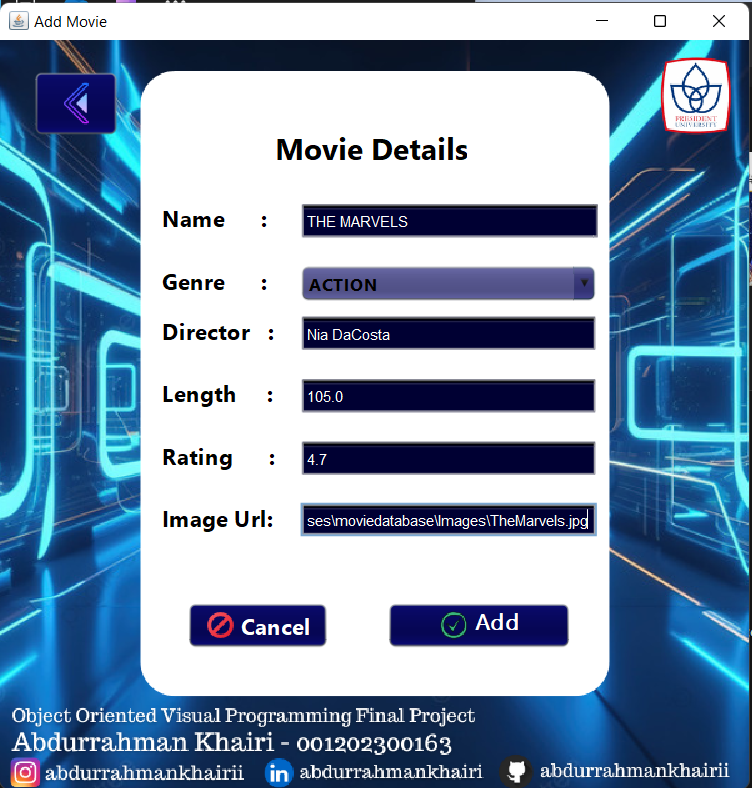 Add Movie
PRESIDENT
UNIVERSITY
Movie Details
Name : THE MARVELS
Genre : ACTION
Director : Nia DaCosta
Length : 105.0
Rating : 4.7
Image Url: ses\moviedatabase\Images\TheMarvels.jpg
Cancel Add
Object Oriented Visual Programming Final Project
Abdurrahman Khairi - 001202300163
abdurrahmankhairii in abdurrahmankhairi abdurrahmankhairii